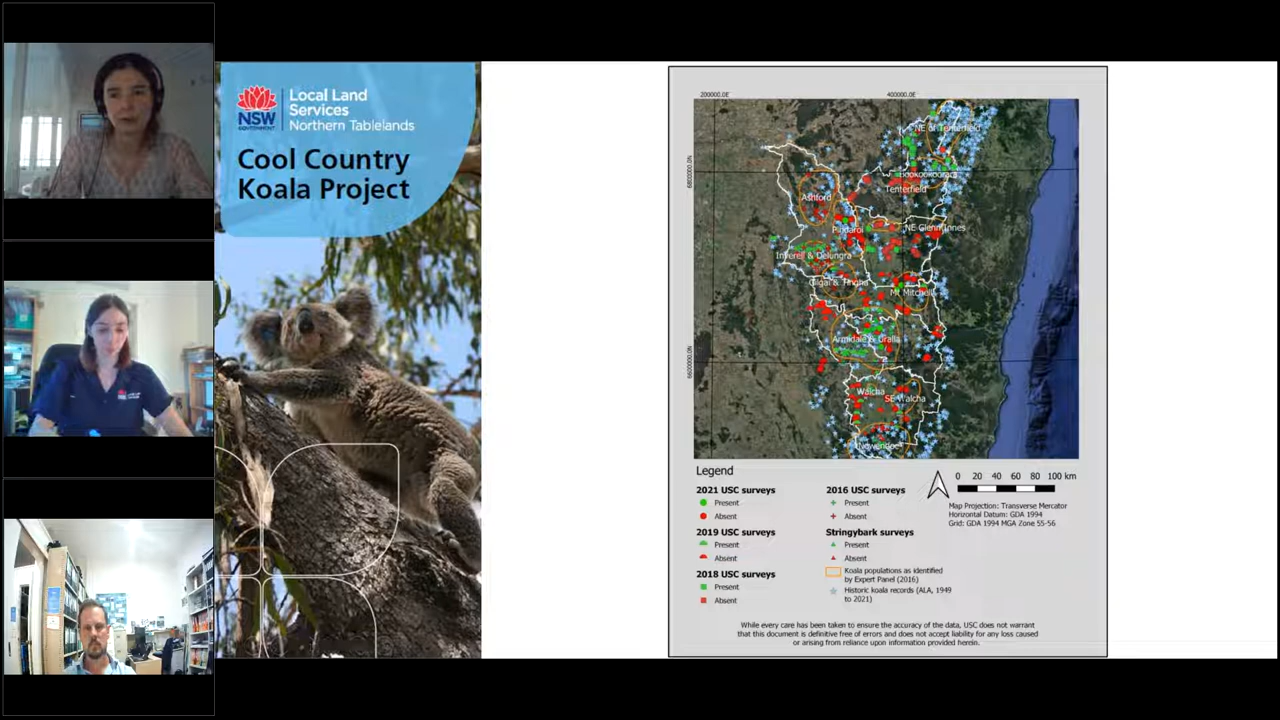 Local Land
Services
Northern Tablelands
NSW
GOVERNMENT
Cool Country
Koala Project
200000.0E
400000.0E
6800000.0N
6600000.0N
NE of Tenterfield
Bookookoorara
Tenterfield
Ashford
Pindaroi
NE Glen Innes
Inverell & Delungra
Gilgai & Tingha
Mt Mitchell
Armidale & Uralla
Walcha
SE Walcha
Nowendoc
Legend
2021 USC surveys
Present
Absent
2019 USC surveys
Present
Absent
2018 USC surveys
Present
Absent
2016 USC surveys
Present
Absent
Stringybark surveys
Present
Absent
Koala populations as identified
by Expert Panel (2016)
Historic koala records (ALA, 1949
to 2021)
0 20 40 60 80 100 km
Map Projection: Transverse Mercator
Horizontal Datum: GDA 1994
Grid: GDA 1994 MGA Zone 55-56
While every care has been taken to ensure the accuracy of the data, USC does not warrant
that this document is definitive free of errors and does not accept liability for any loss caused
or arising from reliance upon information provided herein.